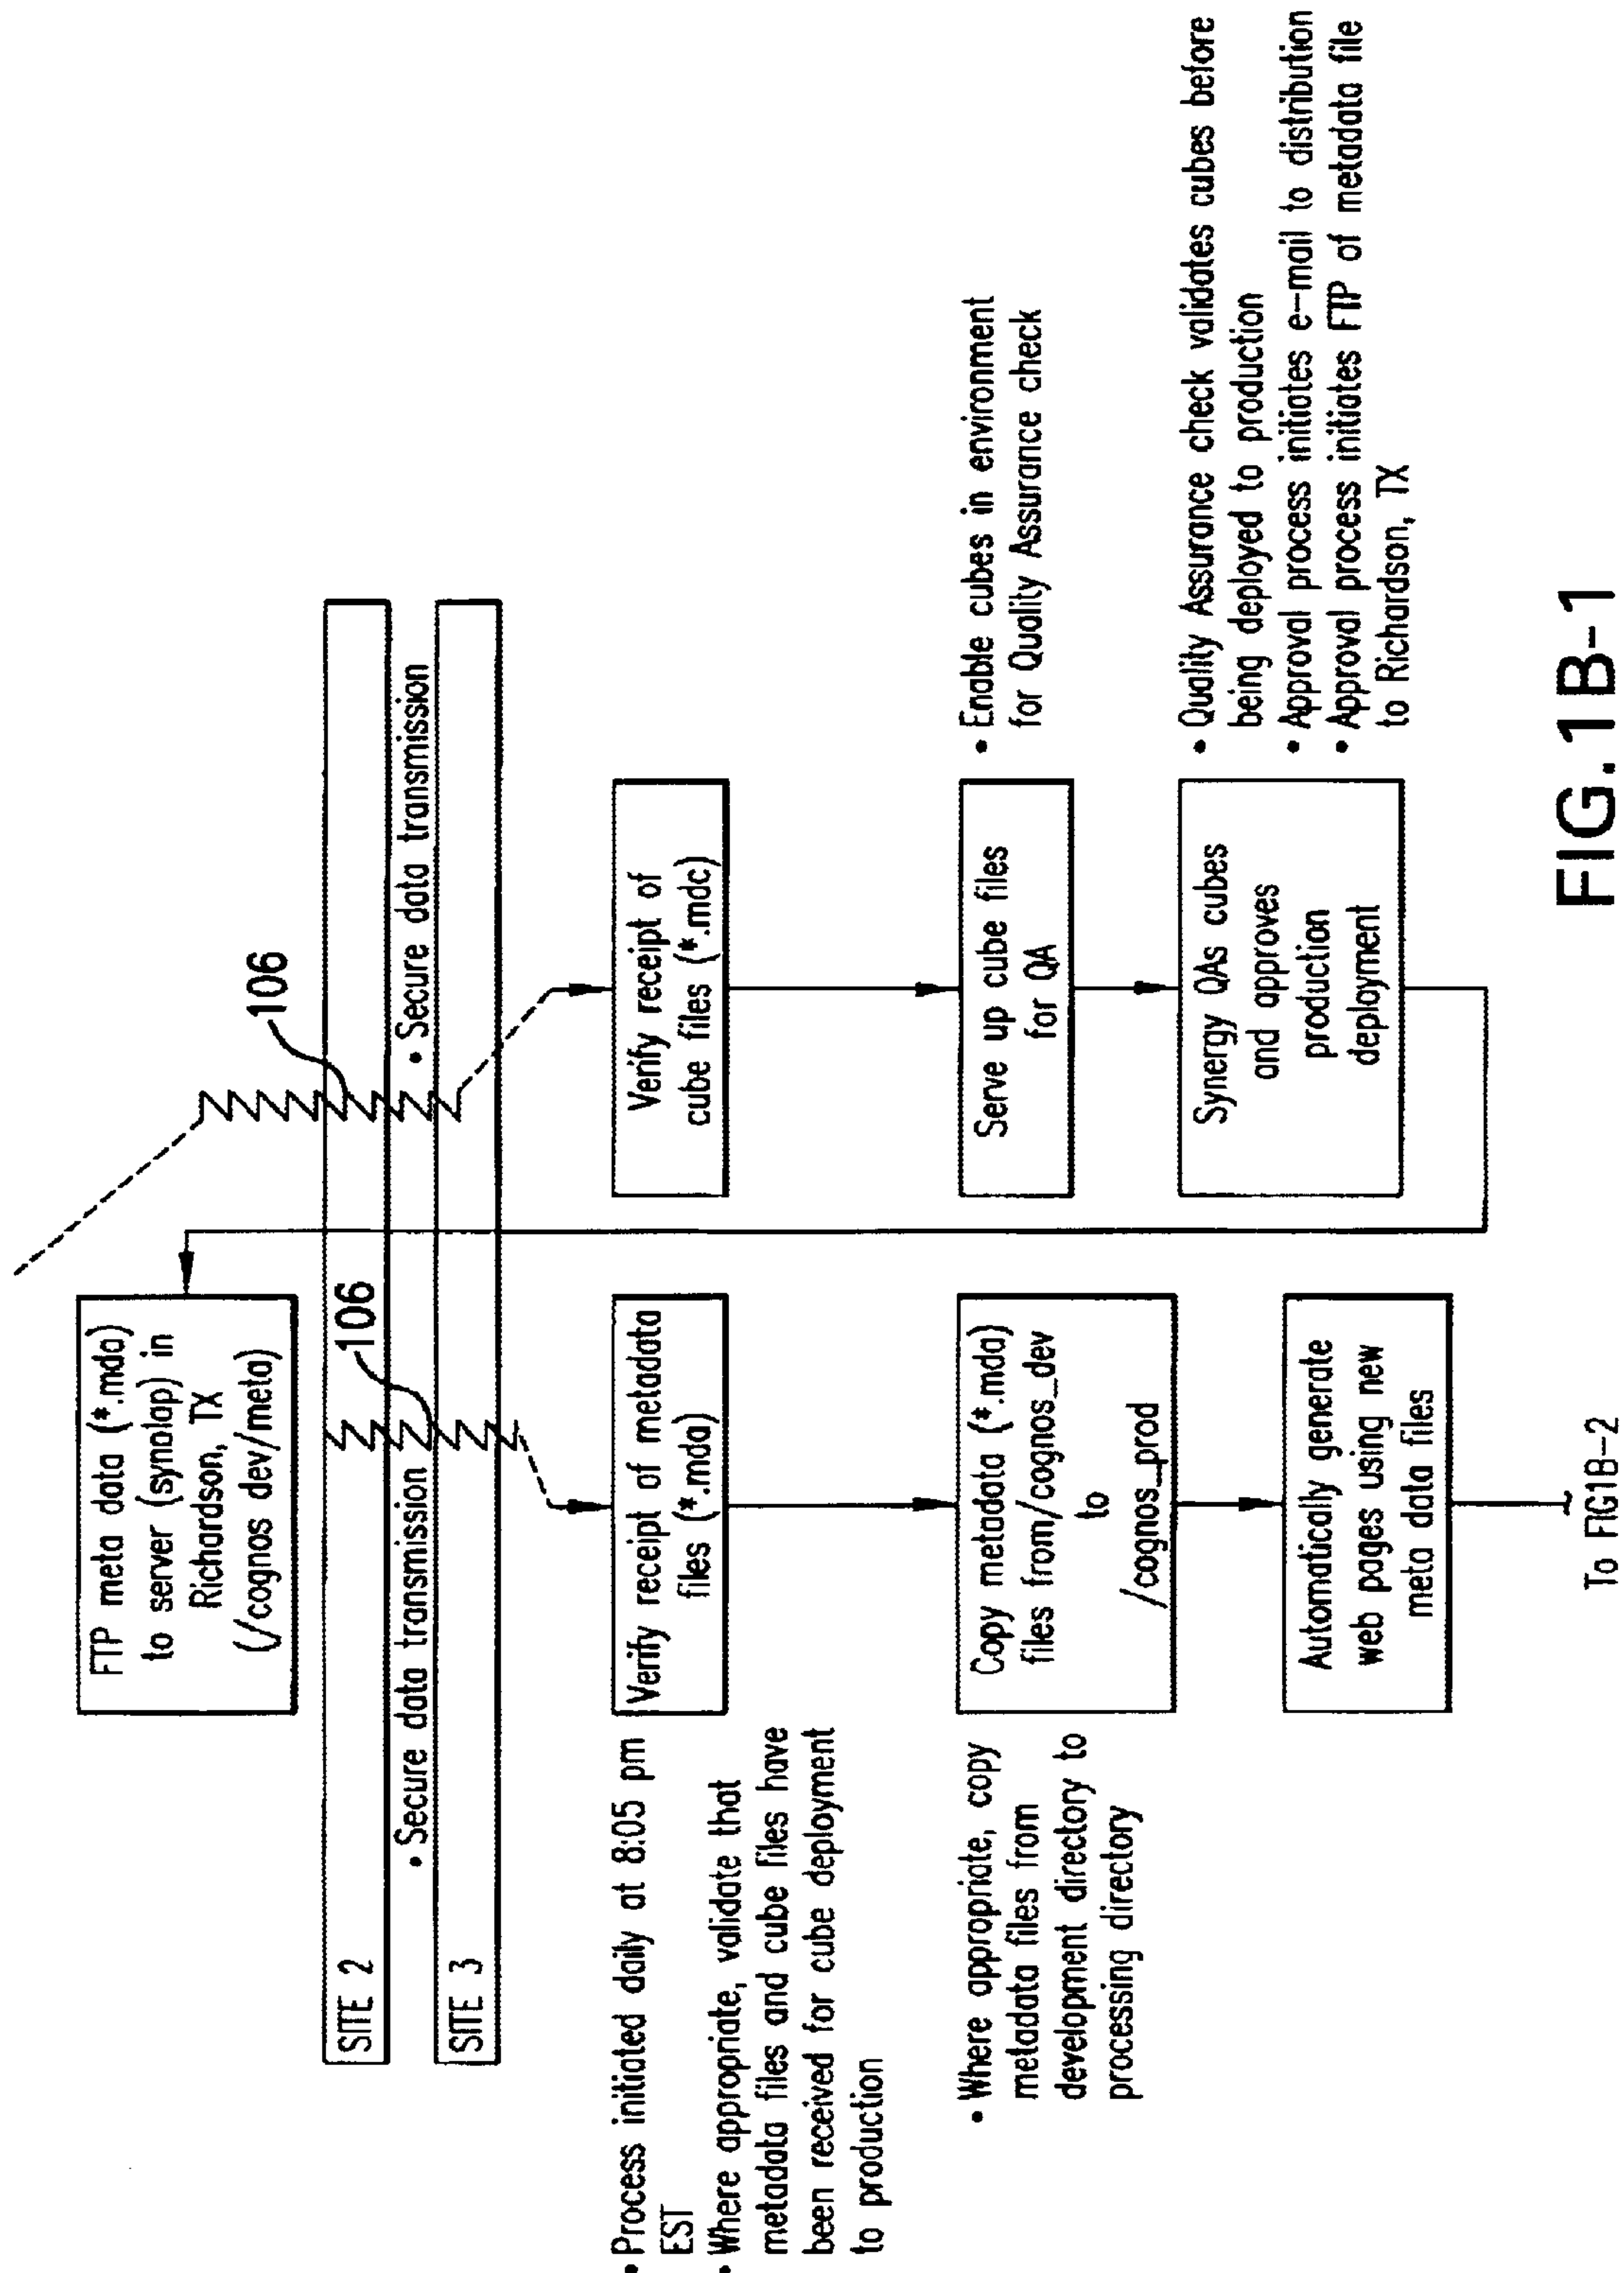 FTP meta data (*.mda)
to server (synolap) in
Richardson, TX
(/cognos dev/meta)
SITE 2
106
106
• Secure data transmission
• Secure data transmission
SITE 3
• Process initiated daily at 8:05 pm
EST
• Where appropriate, validate that
metadata files and cube files have
been received for cube deployment
to production
Verify receipt of metadata
files (*.mda)
Verify receipt of
cube files (*.mdc)
• Where appropriate, copy
metadata files from
development directory to
processing directory
Copy metadata (*.mda)
files from/cognos_dev
to
/cognos_prod
Serve up cube files
for QA
• Enable cubes in environment
for Quality Assurance check
Automatically generate
web pages using new
meta data files
Synergy QAs cubes
and approves
production
deployment
• Quality Assurance check validates cubes before
being deployed to production
• Approval process initiates e-mail to distribution
• Approval process initiates FTP of metadata file
to Richardson, TX
To FIG1B-2
FIG.1B-1